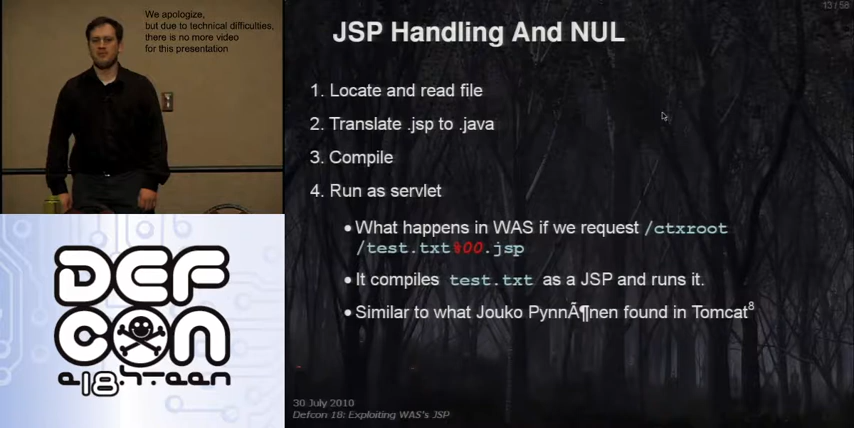 We apologize,
but due to technical difficulties,
there is no more video
for this presentation
13 / 58
JSP Handling And NUL
1. Locate and read file
2. Translate .jsp to .java
3. Compile
4. Run as servlet
•What happens in WAS if we request /ctxroot
/test.txt%00.jsp
•It compiles test.txt as a JSP and runs it.
•Similar to what Jouko PynnÃ¶nen found in Tomcat8
DEF
CON
e18hteen
30 July 2010
Defcon 18: Exploiting WAS's JSP